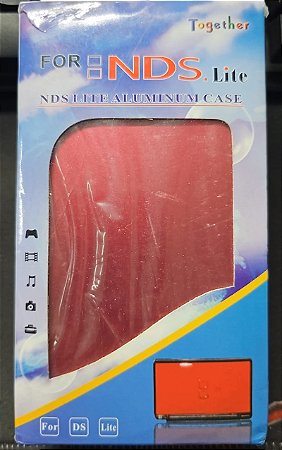 Together
FOR NDS.Lite
NDS LITE ALUMINUM CASE
For DS Lite